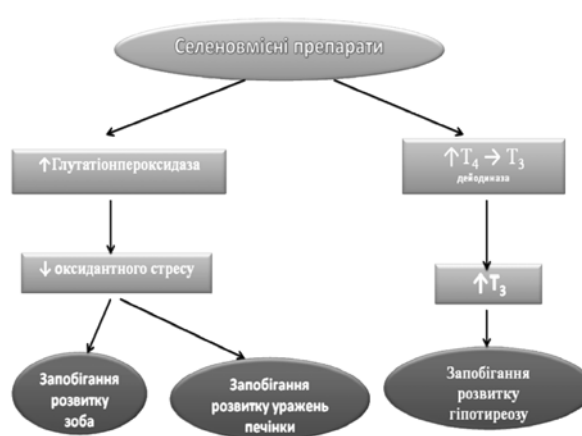 Селеновмісні препарати
↑Глутатіонпероксидаза
↑T₄ → T₃
дейодиназа
↓ оксидантного стресу
↑T₃
Запобігання
розвитку
зоба
Запобігання
розвитку уражень
печінки
Запобігання
розвитку
гіпотиреозу